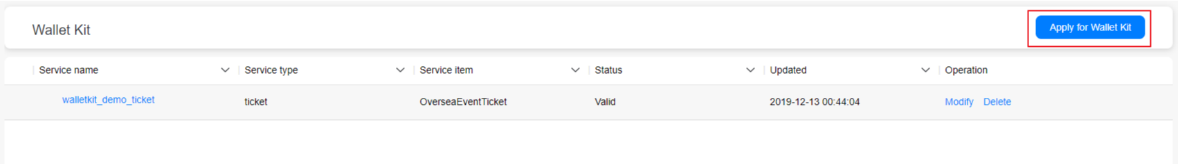 Wallet Kit
Apply for Wallet Kit
Service name Service type Service item Status Updated Operation
walletkit_demo_ticket ticket OverseaEventTicket Valid 2019-12-13 00:44:04 Modify Delete